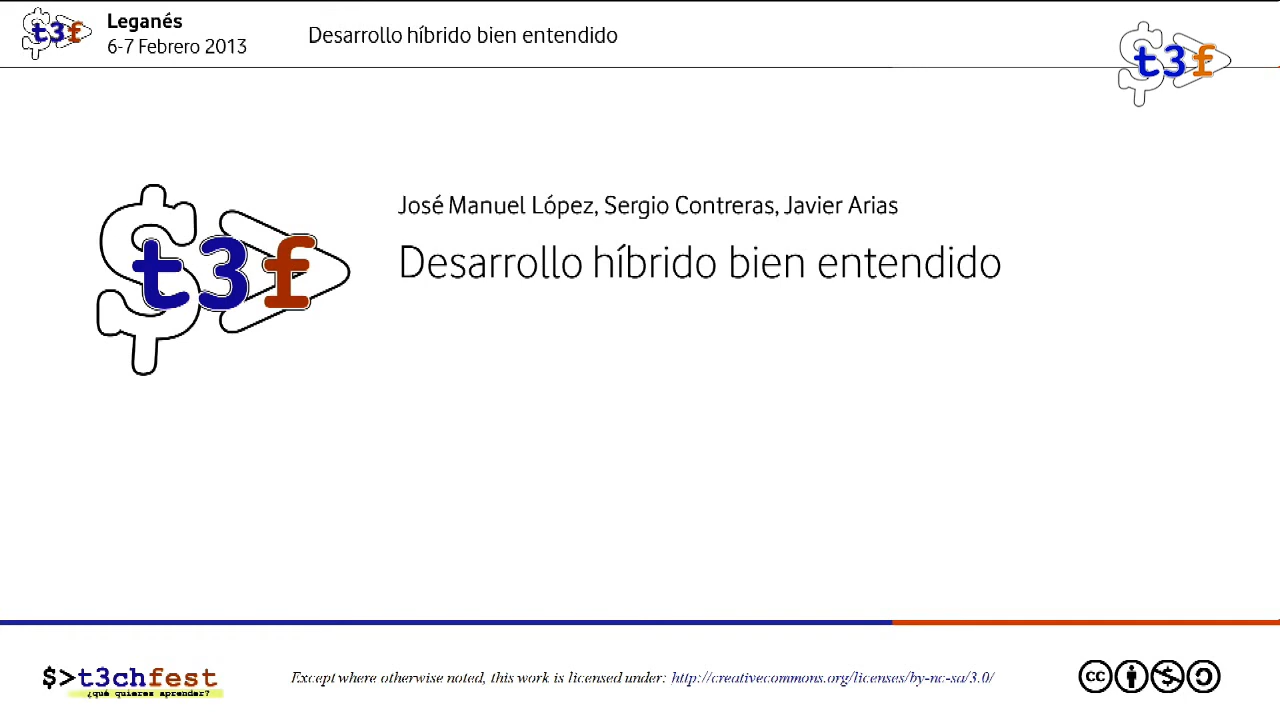 t3f
Leganés
6-7 Febrero 2013
Desarrollo híbrido bien entendido
t3f
t3f
José Manuel López, Sergio Contreras, Javier Arias
Desarrollo híbrido bien entendido
$>t3chfest
¿qué quieres aprender?
Except where otherwise noted, this work is licensed under: http://creativecommons.org/licenses/by-nc-sa/3.0/
cc